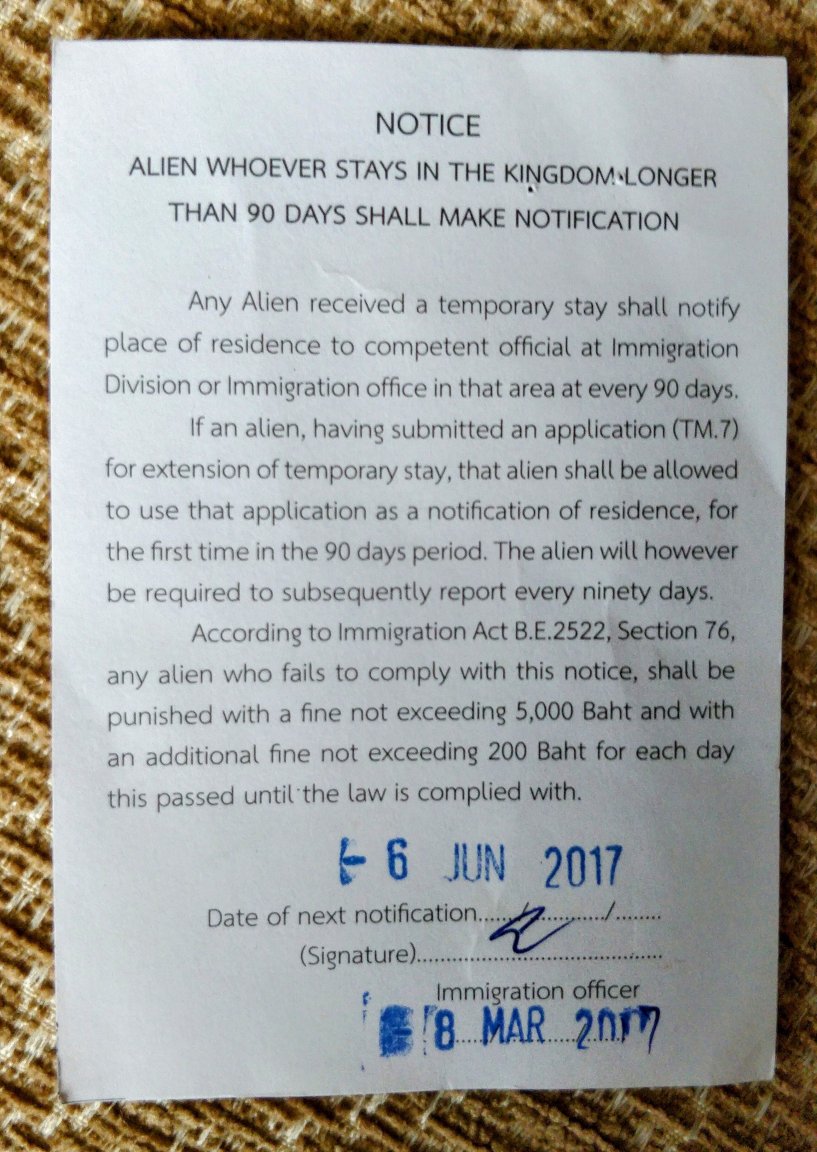 NOTICE
ALIEN WHOEVER STAYS IN THE KINGDOM LONGER
THAN 90 DAYS SHALL MAKE NOTIFICATION
Any Alien received a temporary stay shall notify
place of residence to competent official at Immigration
Division or Immigration office in that area at every 90 days.
If an alien, having submitted an application (TM.7)
for extension of temporary stay, that alien shall be allowed
to use that application as a notification of residence, for
the first time in the 90 days period. The alien will however
be required to subsequently report every ninety days.
According to Immigration Act B.E.2522, Section 76,
any alien who fails to comply with this notice, shall be
punished with a fine not exceeding 5,000 Baht and with
an additional fine not exceeding 200 Baht for each day
this passed until the law is complied with.
- 6 JUN 2017
Date of next notification....../............/........
(Signature)..........................................
Immigration officer
8 MAR 2017